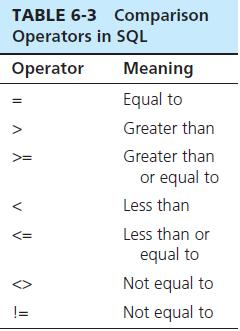 TABLE 6-3 Comparison
Operators in SQL
Operator Meaning
= Equal to
> Greater than
>= Greater than
or equal to
< Less than
<= Less than or
equal to
<> Not equal to
!= Not equal to